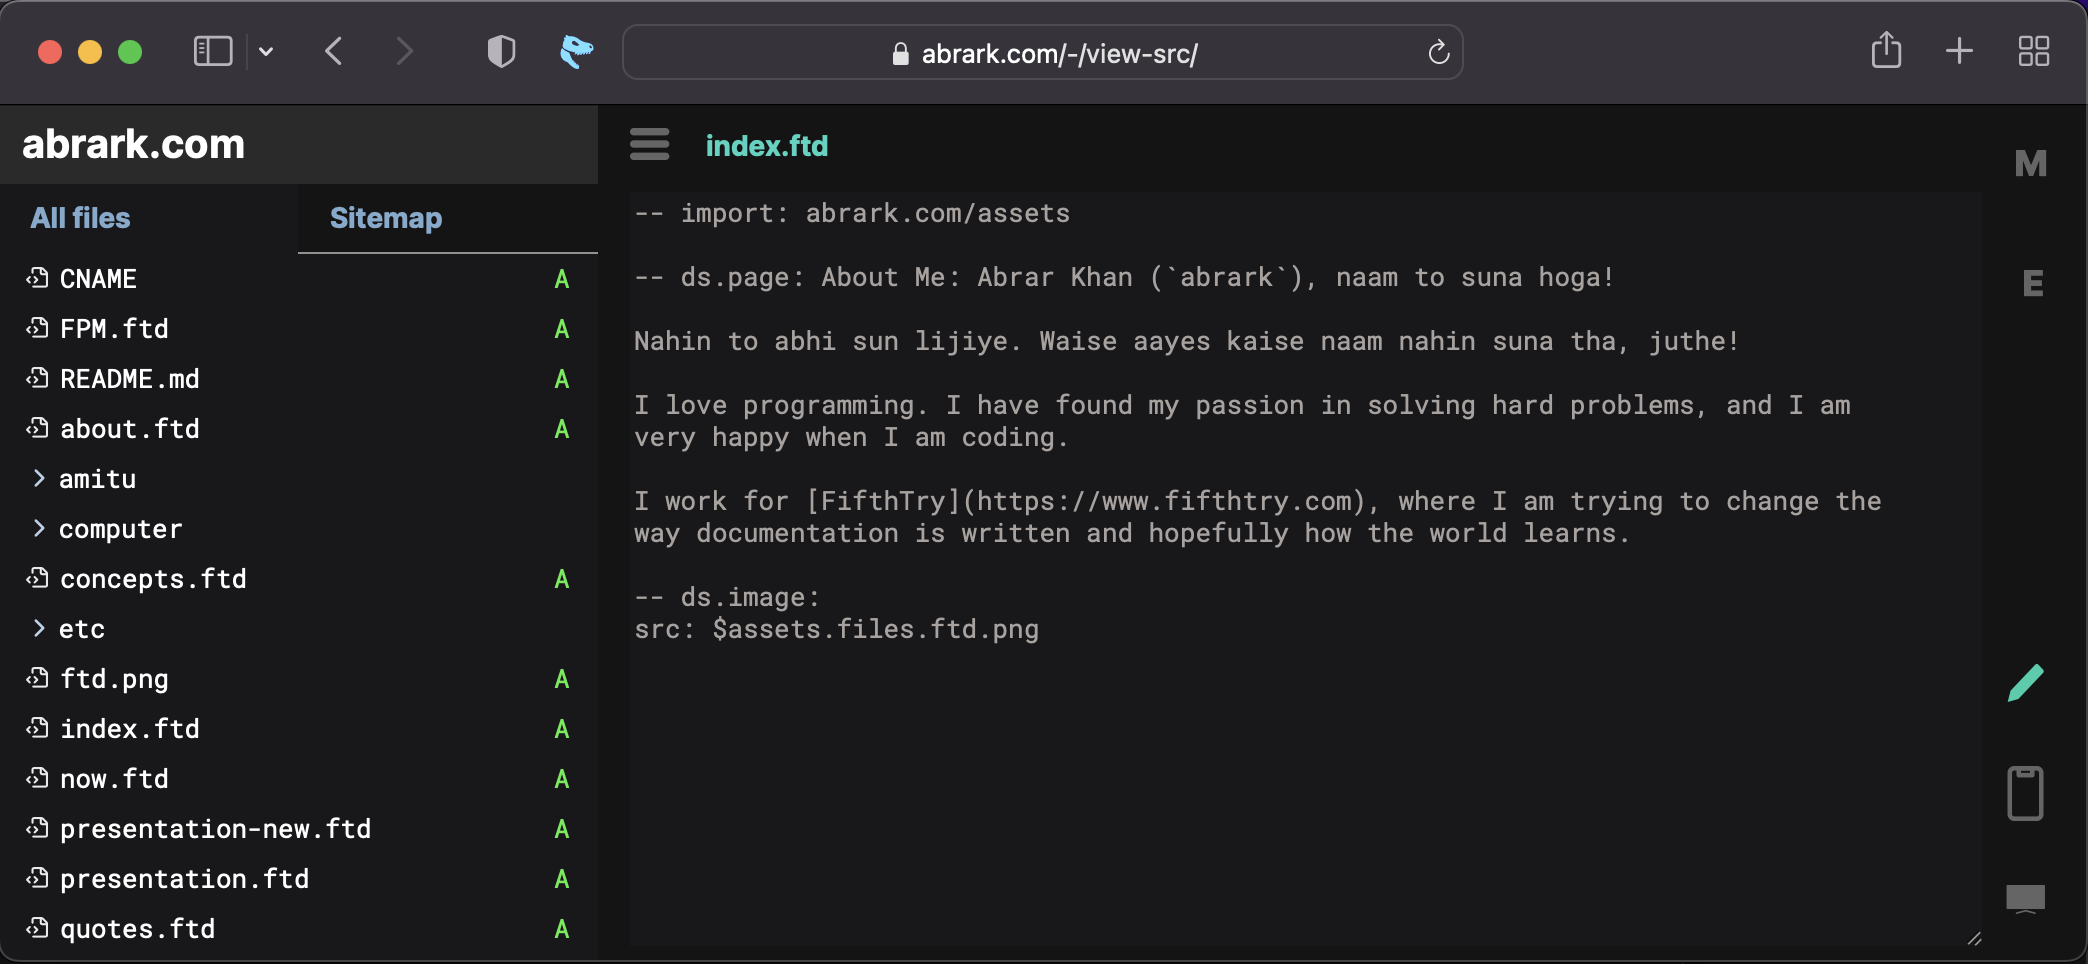 abrark.com/-/view-src/
abrark.com
All files
Sitemap
CNAME A
FPM.ftd A
README.md A
about.ftd A
amitu
computer
concepts.ftd A
etc
ftd.png A
index.ftd A
now.ftd A
presentation-new.ftd A
presentation.ftd A
quotes.ftd A
index.ftd
-- import: abrark.com/assets
-- ds.page: About Me: Abrar Khan (`abrark`), naam to suna hoga!
Nahin to abhi sun lijiye. Waise aayes kaise naam nahin suna tha, juthe!
I love programming. I have found my passion in solving hard problems, and I am
very happy when I am coding.
I work for [FifthTry](https://www.fifthtry.com), where I am trying to change the
way documentation is written and hopefully how the world learns.
-- ds.image:
src: $assets.files.ftd.png
M
E